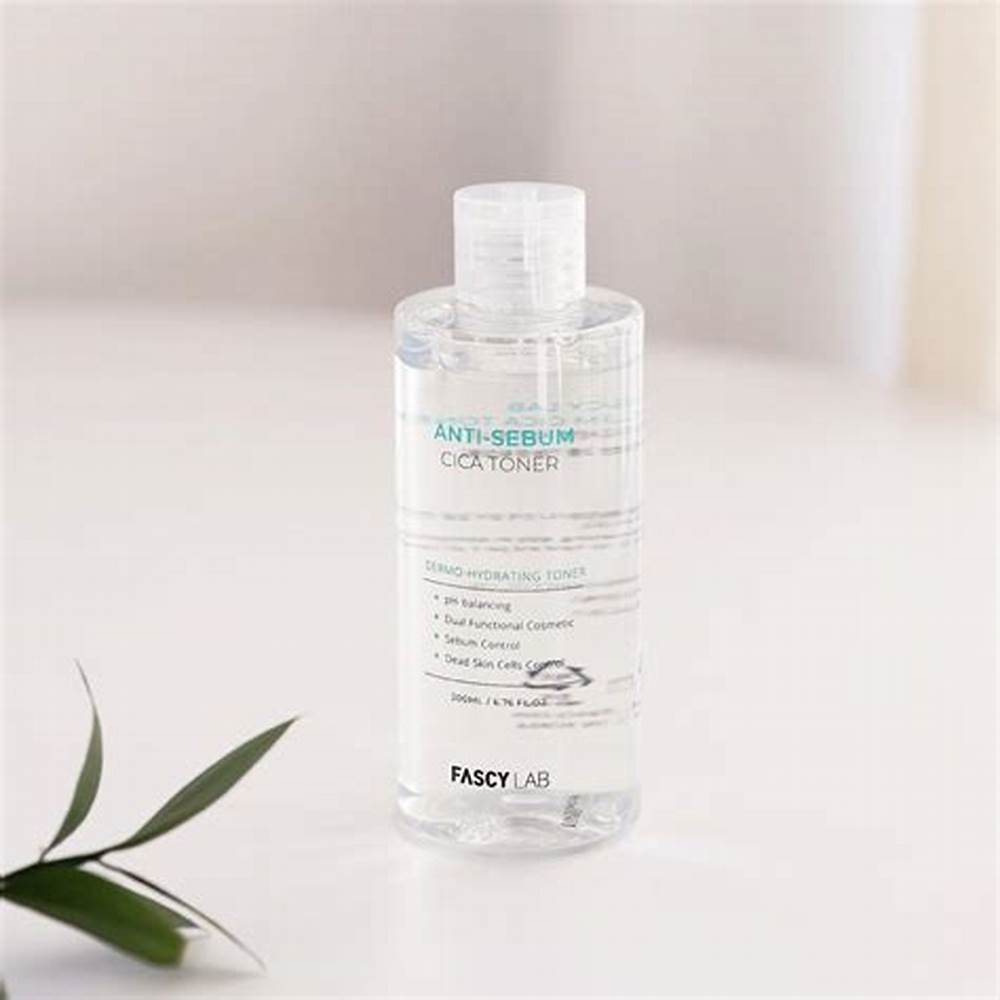 ANTI-SEBUM
CICA TONER
DERMO-HYDRATING TONER
* pH balancing
* Dual Functional Cosmetic
* Sebum Control
* Dead Skin Cells Control
200ML / 6.76 FL.OZ
FASCY LAB